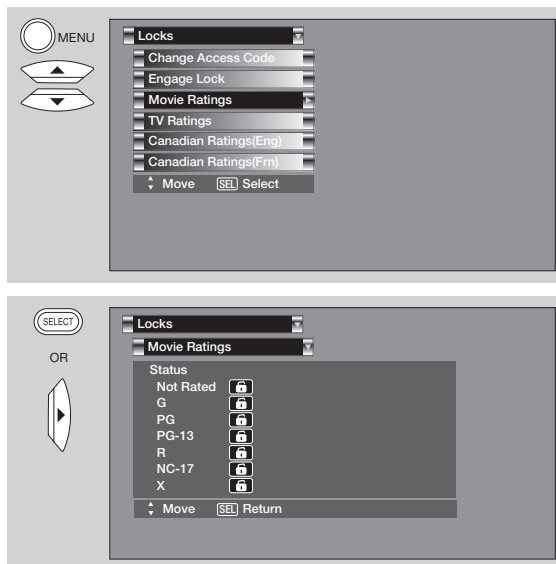 MENU
Locks
Change Access Code
Engage Lock
Movie Ratings
TV Ratings
Canadian Ratings(Eng)
Canadian Ratings(Frn)
Move SEL Select
SELECT
OR
Locks
Movie Ratings
Status
Not Rated
G
PG
PG-13
R
NC-17
X
Move SEL Return